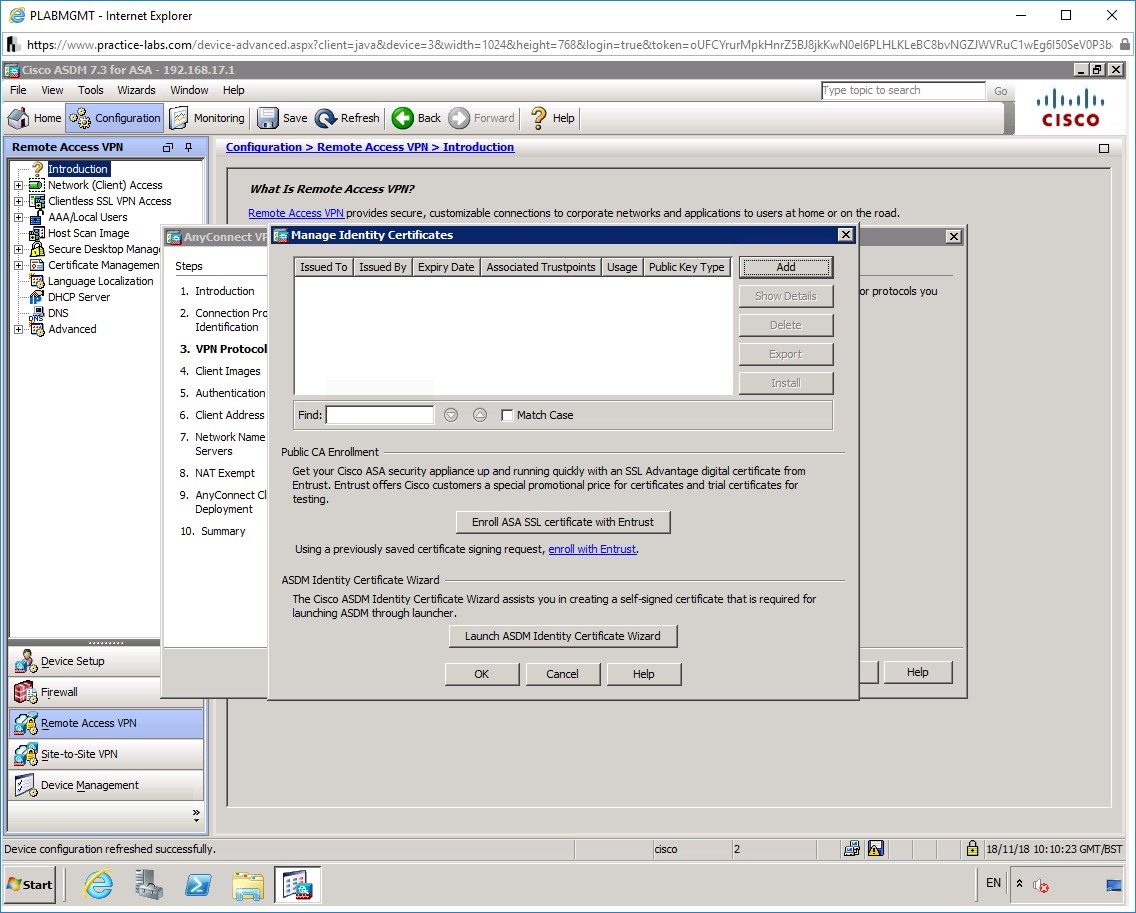 PLABMGMT - Internet Explorer
https://www.practice-labs.com/device-advanced.aspx?client=java&device=3&width=1024&height=768&login=true&token=
Cisco ASDM 7.3 for ASA - 192.168.17.1
File View Tools Wizards Window Help
Type topic to search Go
Home Configuration Monitoring Save Refresh Back Forward Help
CISCO
Remote Access VPN
Configuration > Remote Access VPN > Introduction
Introduction
Network (Client) Access
Clientless SSL VPN Access
AAA/Local Users
Host Scan Image
Secure Desktop Manag
Certificate Managemen
Language Localization
DHCP Server
DNS
Advanced
What Is Remote Access VPN?
Remote Access VPN provides secure, customizable connections to corporate networks and applications to users at home or on the road.
AnyConnect VP
Steps
1. Introduction
2. Connection Pro
Identification
3. VPN Protocol
4. Client Images
5. Authentication
6. Client Address
7. Network Name
Servers
8. NAT Exempt
9. AnyConnect Cl
Deployment
10. Summary
or protocols you
Help
Manage Identity Certificates
Issued To Issued By Expiry Date Associated Trustpoints Usage Public Key Type
Add
Show Details
Delete
Export
Install
Find: Match Case
Public CA Enrollment
Get your Cisco ASA security appliance up and running quickly with an SSL Advantage digital certificate from
Entrust. Entrust offers Cisco customers a special promotional price for certificates and trial certificates for
testing.
Enroll ASA SSL certificate with Entrust
Using a previously saved certificate signing request, enroll with Entrust.
ASDM Identity Certificate Wizard
The Cisco ASDM Identity Certificate Wizard assists you in creating a self-signed certificate that is required for
launching ASDM through launcher.
Launch ASDM Identity Certificate Wizard
OK Cancel Help
Device Setup
Firewall
Remote Access VPN
Site-to-Site VPN
Device Management
Device configuration refreshed successfully.
cisco 2 18/11/18 10:10:23 GMT/BST
Start EN